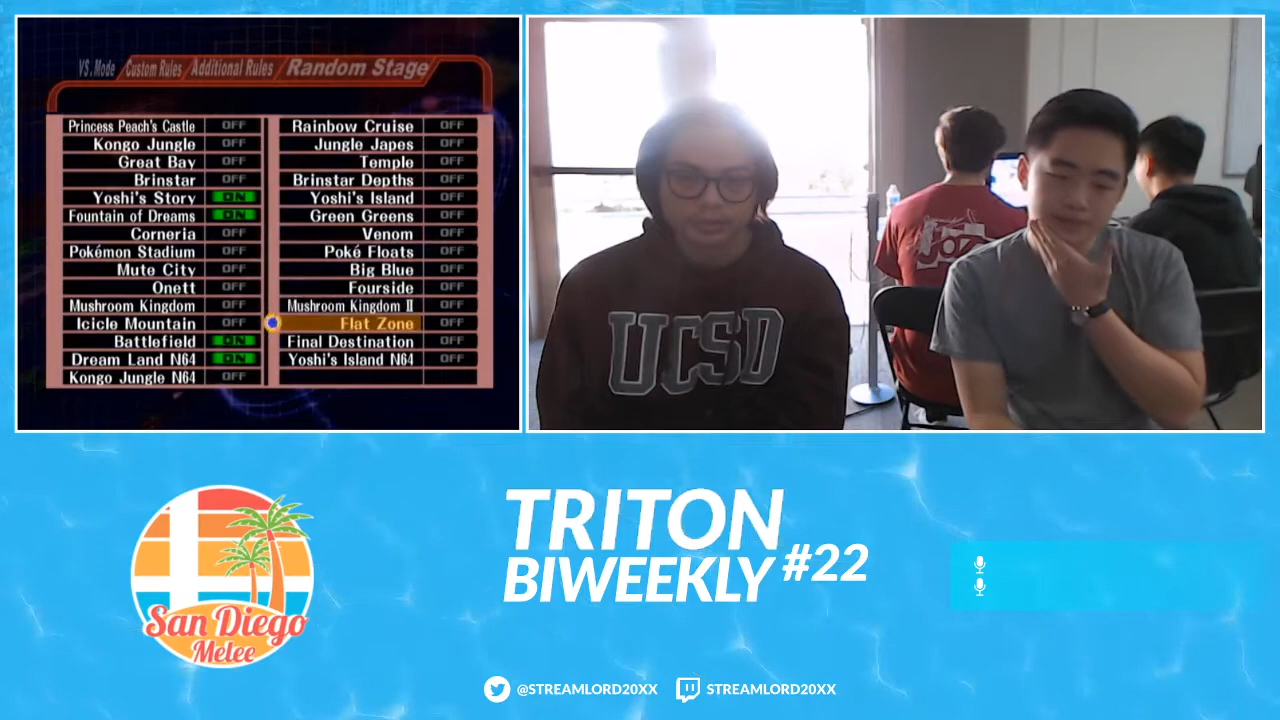 VS. Mode Custom Rules Additional Rules Random Stage
Princess Peach's Castle OFF
Kongo Jungle OFF
Great Bay OFF
Brinstar OFF
Yoshi's Story ON
Fountain of Dreams ON
Corneria OFF
Pokémon Stadium OFF
Mute City OFF
Onett OFF
Mushroom Kingdom OFF
Icicle Mountain OFF
Battlefield ON
Dream Land N64 ON
Kongo Jungle N64 OFF
Rainbow Cruise OFF
Jungle Japes OFF
Temple OFF
Brinstar Depths OFF
Yoshi's Island OFF
Green Greens OFF
Venom OFF
Poké Floats OFF
Big Blue OFF
Fourside OFF
Mushroom Kingdom II OFF
Flat Zone OFF
Final Destination OFF
Yoshi's Island N64 OFF
OFF
UCSD
San Diego
Melee
TRITON
BIWEEKLY #22
@STREAMLORD20XX STREAMLORD20XX